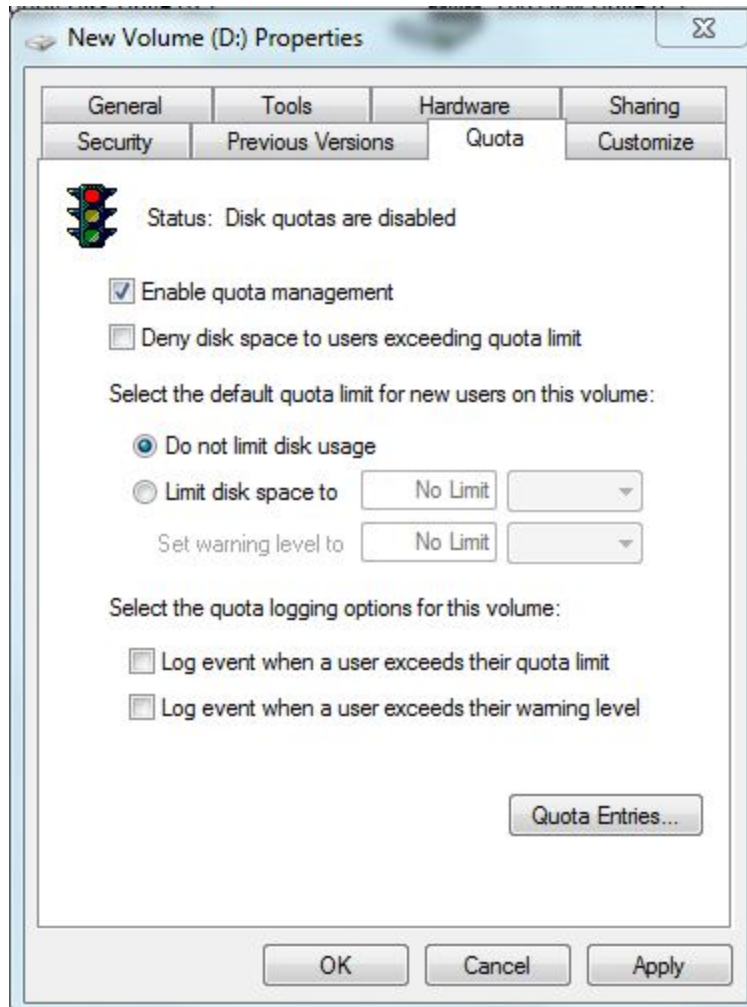 New Volume (D:) Properties
General Tools Hardware Sharing
Security Previous Versions Quota Customize
Status: Disk quotas are disabled
Enable quota management
Deny disk space to users exceeding quota limit
Select the default quota limit for new users on this volume:
Do not limit disk usage
Limit disk space to No Limit
Set warning level to No Limit
Select the quota logging options for this volume:
Log event when a user exceeds their quota limit
Log event when a user exceeds their warning level
Quota Entries...
OK Cancel Apply